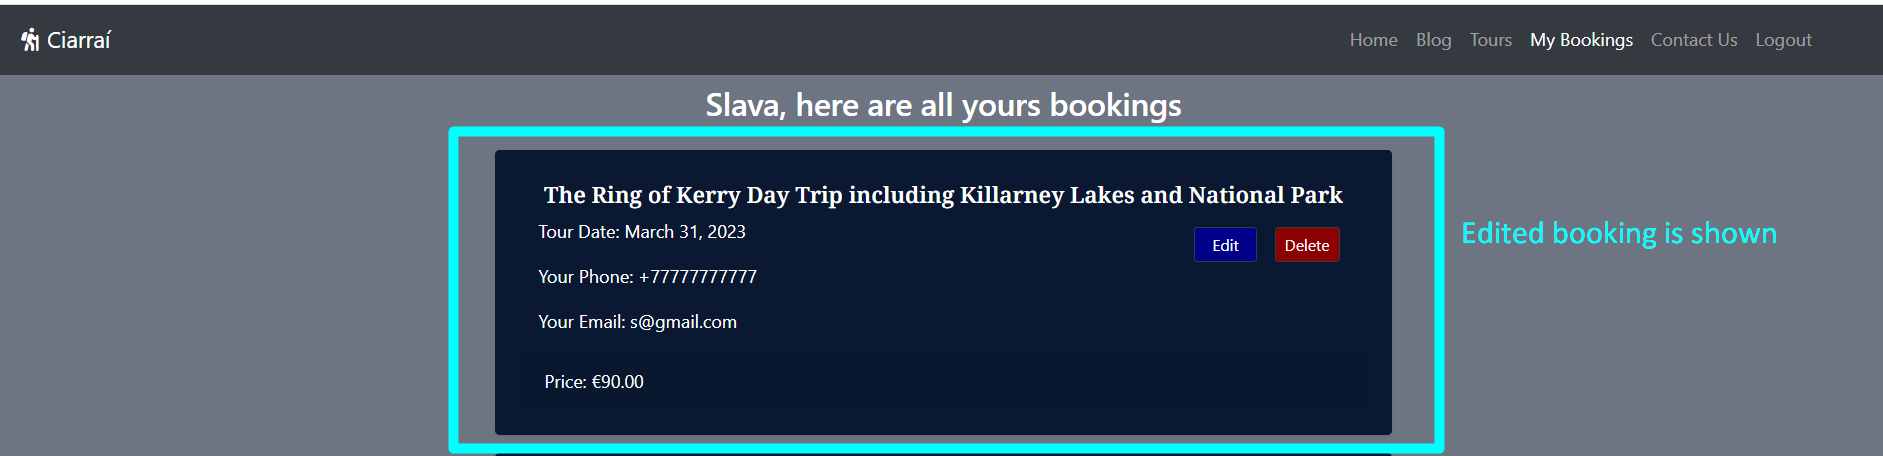 Ciarraí
Home Blog Tours My Bookings Contact Us Logout
Slava, here are all yours bookings
The Ring of Kerry Day Trip including Killarney Lakes and National Park
Tour Date: March 31, 2023
Edit Delete
Edited booking is shown
Your Phone: +77777777777
Your Email: s@gmail.com
Price: €90.00